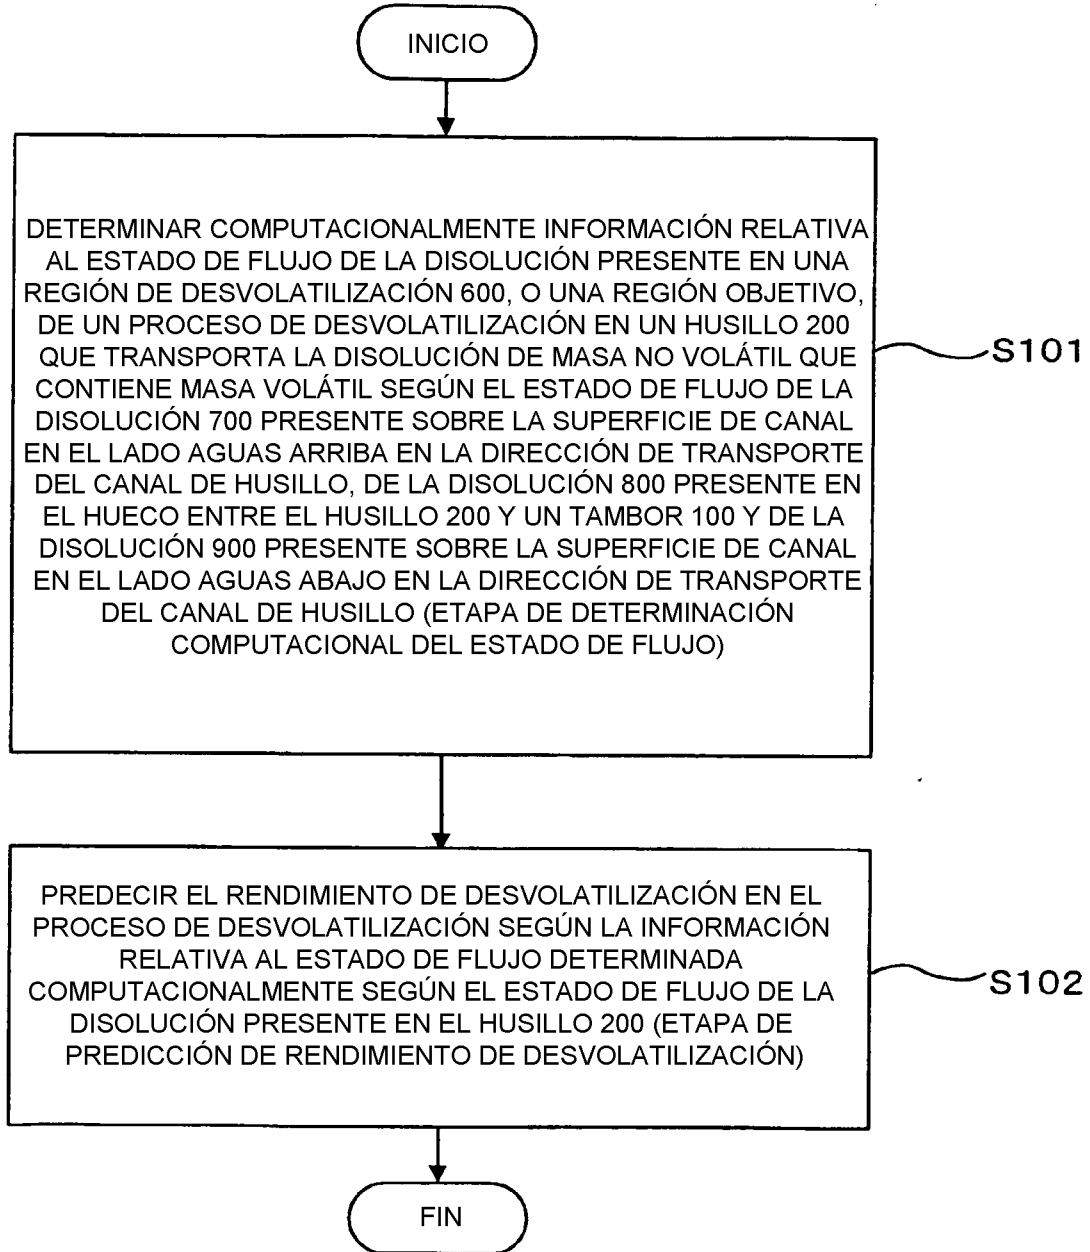 INICIO
DETERMINAR COMPUTACIONALMENTE INFORMACIÓN RELATIVA
AL ESTADO DE FLUJO DE LA DISOLUCIÓN PRESENTE EN UNA
REGIÓN DE DESVOLATILIZACIÓN 600, O UNA REGIÓN OBJETIVO,
DE UN PROCESO DE DESVOLATILIZACIÓN EN UN HUSILLO 200
QUE TRANSPORTA LA DISOLUCIÓN DE MASA NO VOLÁTIL QUE
CONTIENE MASA VOLÁTIL SEGÚN EL ESTADO DE FLUJO DE LA
DISOLUCIÓN 700 PRESENTE SOBRE LA SUPERFICIE DE CANAL
EN EL LADO AGUAS ARRIBA EN LA DIRECCIÓN DE TRANSPORTE
DEL CANAL DE HUSILLO, DE LA DISOLUCIÓN 800 PRESENTE EN
EL HUECO ENTRE EL HUSILLO 200 Y UN TAMBOR 100 Y DE LA
DISOLUCIÓN 900 PRESENTE SOBRE LA SUPERFICIE DE CANAL
EN EL LADO AGUAS ABAJO EN LA DIRECCIÓN DE TRANSPORTE
DEL CANAL DE HUSILLO (ETAPA DE DETERMINACIÓN
COMPUTACIONAL DEL ESTADO DE FLUJO)
S101
PREDECIR EL RENDIMIENTO DE DESVOLATILIZACIÓN EN EL
PROCESO DE DESVOLATILIZACIÓN SEGÚN LA INFORMACIÓN
RELATIVA AL ESTADO DE FLUJO DETERMINADA
COMPUTACIONALMENTE SEGÚN EL ESTADO DE FLUJO DE LA
DISOLUCIÓN PRESENTE EN EL HUSILLO 200 (ETAPA DE
PREDICCIÓN DE RENDIMIENTO DE DESVOLATILIZACIÓN)
S102
FIN